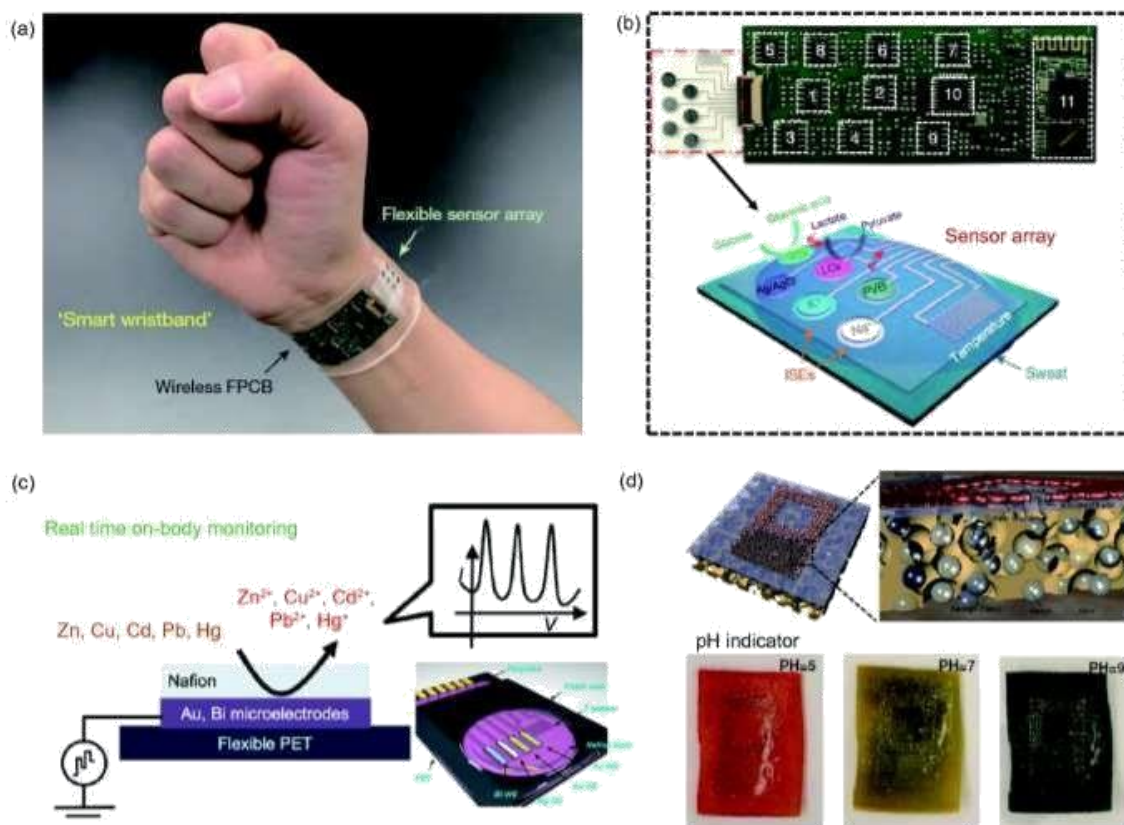 (a)
Flexible sensor array
'Smart wristband'
Wireless FPCB
(b)
5 8 6 7
1 2 10 11
3 4 9
Lactate
Pyruvate
Sensor array
Ag/AgCl
LOx
PVB
Na⁺
Temperature
ISEs
Sweat
(c)
Real time on-body monitoring
Zn²⁺, Cu²⁺, Cd²⁺,
Pb²⁺, Hg⁺
Zn, Cu, Cd, Pb, Hg
V
Nafion
Au, Bi microelectrodes
Flexible PET
(d)
pH indicator
PH=5
PH=7
PH=9